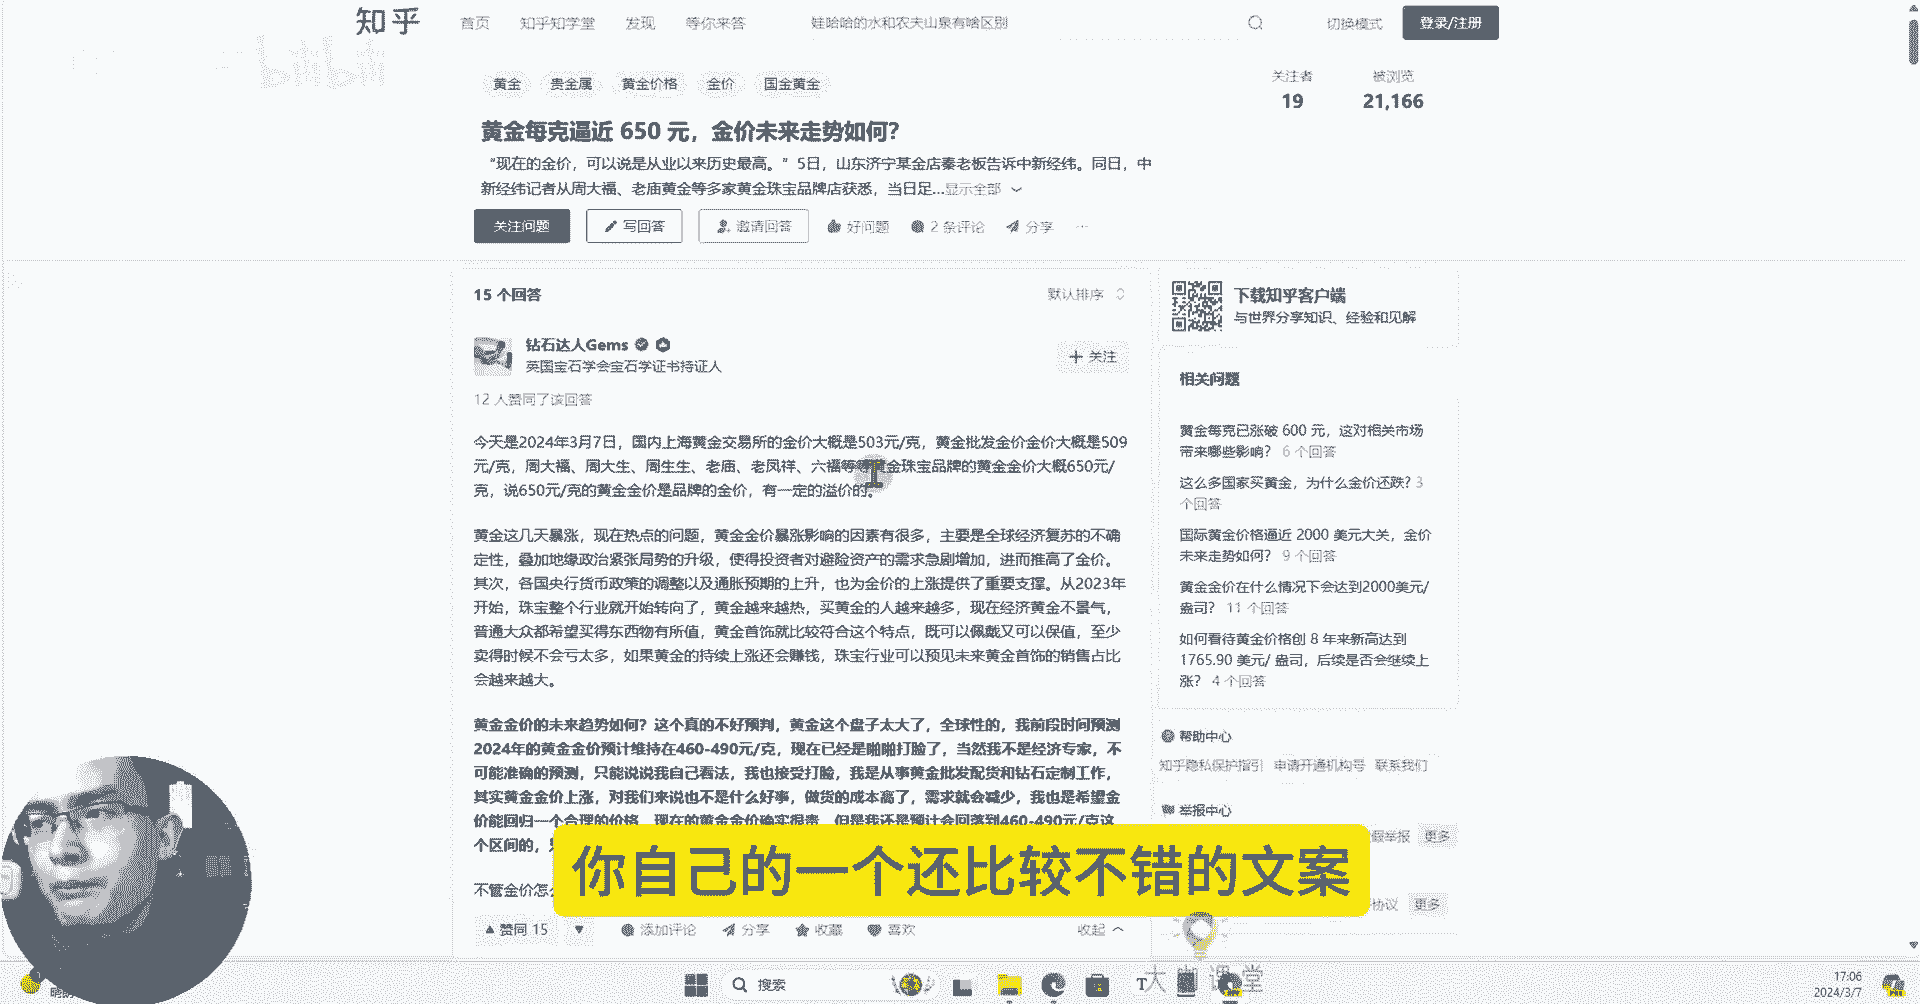 知乎
首页 知乎知学堂 发现 等你来答 娃哈哈的水和农夫山泉有啥区别 切换模式 登录/注册
bilibili
黄金 贵金属 黄金价格 金价 国金黄金
关注者 被浏览
19 21,166
黄金每克逼近 650 元，金价未来走势如何？
“现在的金价，可以说是从业以来历史最高。”5日，山东济宁某金店秦老板告诉中新经纬。同日，中
新经纬记者从周大福、老庙黄金等多家黄金珠宝品牌店获悉，当日足...显示全部
关注问题 写回答 邀请回答 好问题 2 条评论 分享 ...
15 个回答 默认排序
钻石达人Gems
英国宝石学会宝石学证书持证人
+ 关注
12 人赞同了该回答
今天是2024年3月7日，国内上海黄金交易所的金价大概是503元/克，黄金批发金价金价大概是509
元/克，周大福、周大生、周生生、老庙、老凤祥、六福等等黄金珠宝品牌的黄金金价大概650元/
克，说650元/克的黄金金价是品牌的金价，有一定的溢价的。
黄金这几天暴涨，现在热点的问题，黄金金价暴涨影响的因素有很多，主要是全球经济复苏的不确
定性，叠加地缘政治紧张局势的升级，使得投资者对避险资产的需求急剧增加，进而推高了金价。
其次，各国央行货币政策的调整以及通胀预期的上升，也为金价的上涨提供了重要支撑。从2023年
开始，珠宝整个行业就开始转向了，黄金越来越热，买黄金的人越来越多，现在经济黄金不景气，
普通大众都希望买得东西物有所值，黄金首饰就比较符合这个特点，既可以佩戴又可以保值，至少
卖得时候不会亏太多，如果黄金的持续上涨还会赚钱，珠宝行业可以预见未来黄金首饰的销售占比
会越来越大。
黄金金价的未来趋势如何？这个真的不好预判，黄金这个盘子太大了，全球性的，我前段时间预测
2024年的黄金金价预计维持在460-490元/克，现在已经是啪啪打脸了，当然我不是经济专家，不
可能准确的预测，只能说说我自己看法，我也接受打脸，我是从事黄金批发配货和钻石定制工作，
其实黄金金价上涨，对我们来说也不是什么好事，做货的成本高了，需求就会减少，我也是希望金
价能回归一个合理的价格，现在的黄金金价确实很贵，但是我还是预计会回落到460-490元/克这
个区间的，
不管金价怎么
赞同 15 添加评论 分享 收藏 喜欢 收起
下载知乎客户端
与世界分享知识、经验和见解
相关问题
黄金每克已涨破 600 元，这对相关市场
带来哪些影响？ 6 个回答
这么多国家买黄金，为什么金价还跌? 3
个回答
国际黄金价格逼近 2000 美元大关，金价
未来走势如何？ 9 个回答
黄金金价在什么情况下会达到2000美元/
盎司？ 11 个回答
如何看待黄金价格创 8 年来新高达到
1765.90 美元/ 盎司，后续是否会继续上
涨？ 4 个回答
帮助中心
知乎隐私保护指引 申请开通机构号 联系我们
举报中心
假举报 更多
协议 更多
你自己的一个还比较不错的文案
搜索
大咖课堂
17:06
2024/3/7